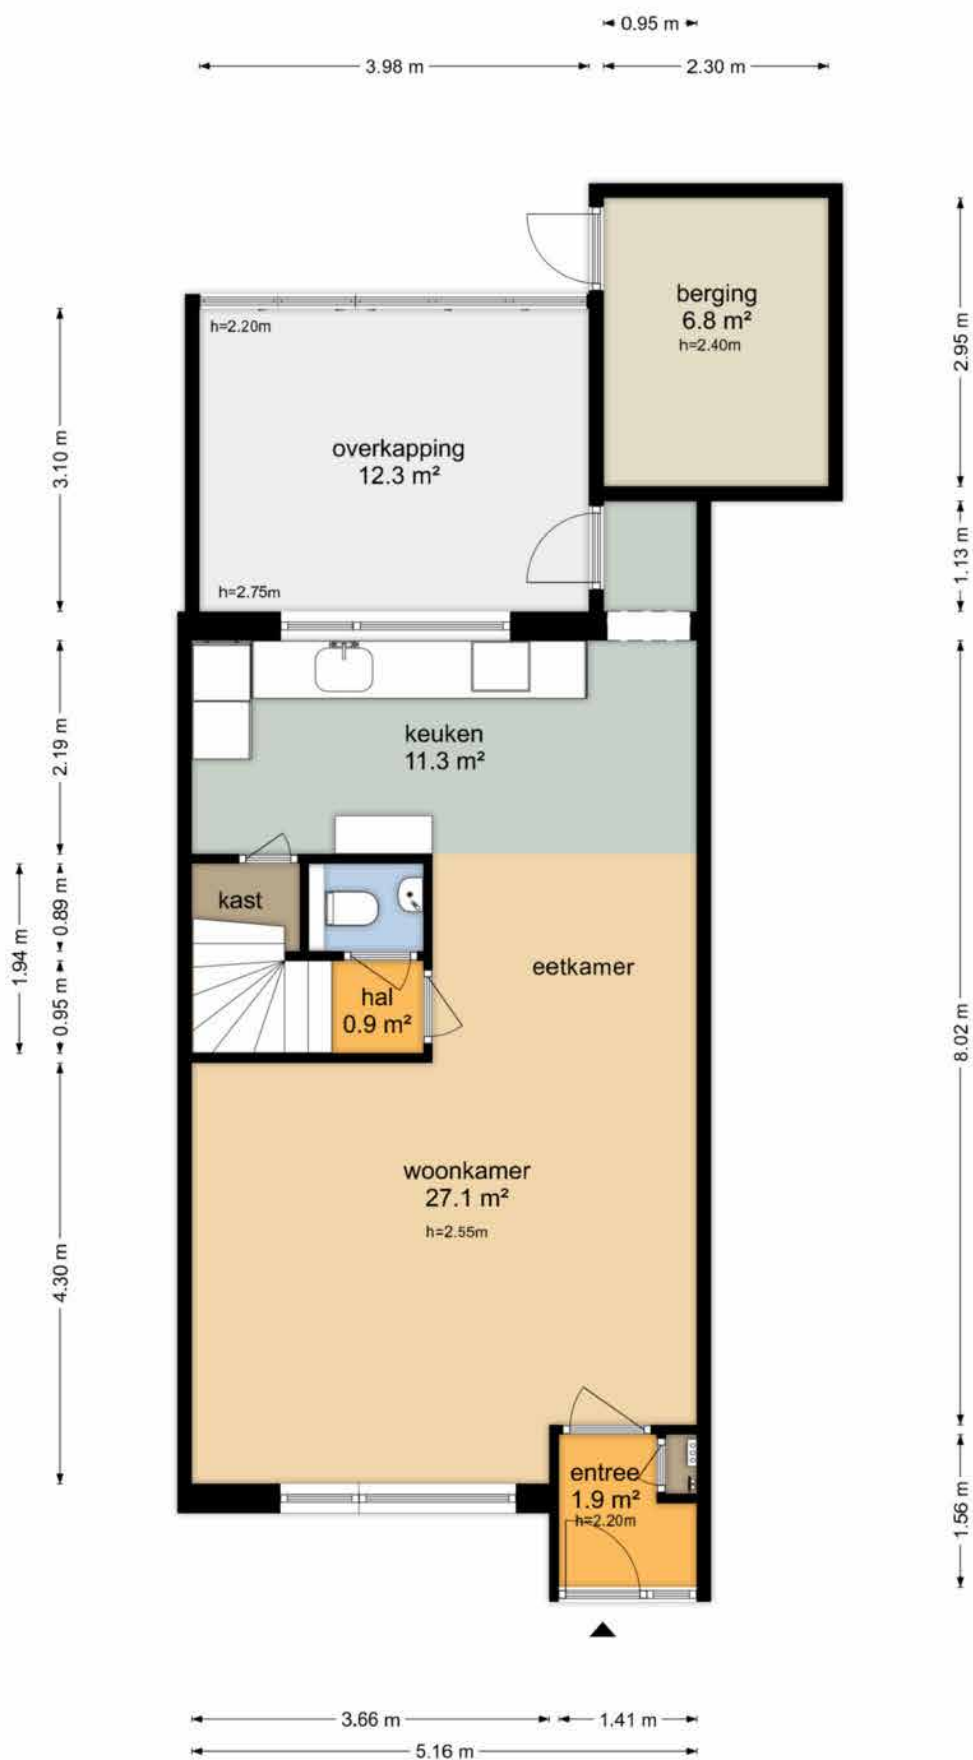 0.95 m
3.98 m
2.30 m
berging
6.8 m²
h=2.40m
2.95 m
h=2.20m
overkapping
12.3 m²
3.10 m
h=2.75m
1.13 m
keuken
11.3 m²
2.19 m
kast
0.89 m
1.94 m
eetkamer
hal
0.9 m²
0.95 m
8.02 m
woonkamer
27.1 m²
h=2.55m
4.30 m
entree
1.9 m²
h=2.20m
1.56 m
3.66 m
1.41 m
5.16 m